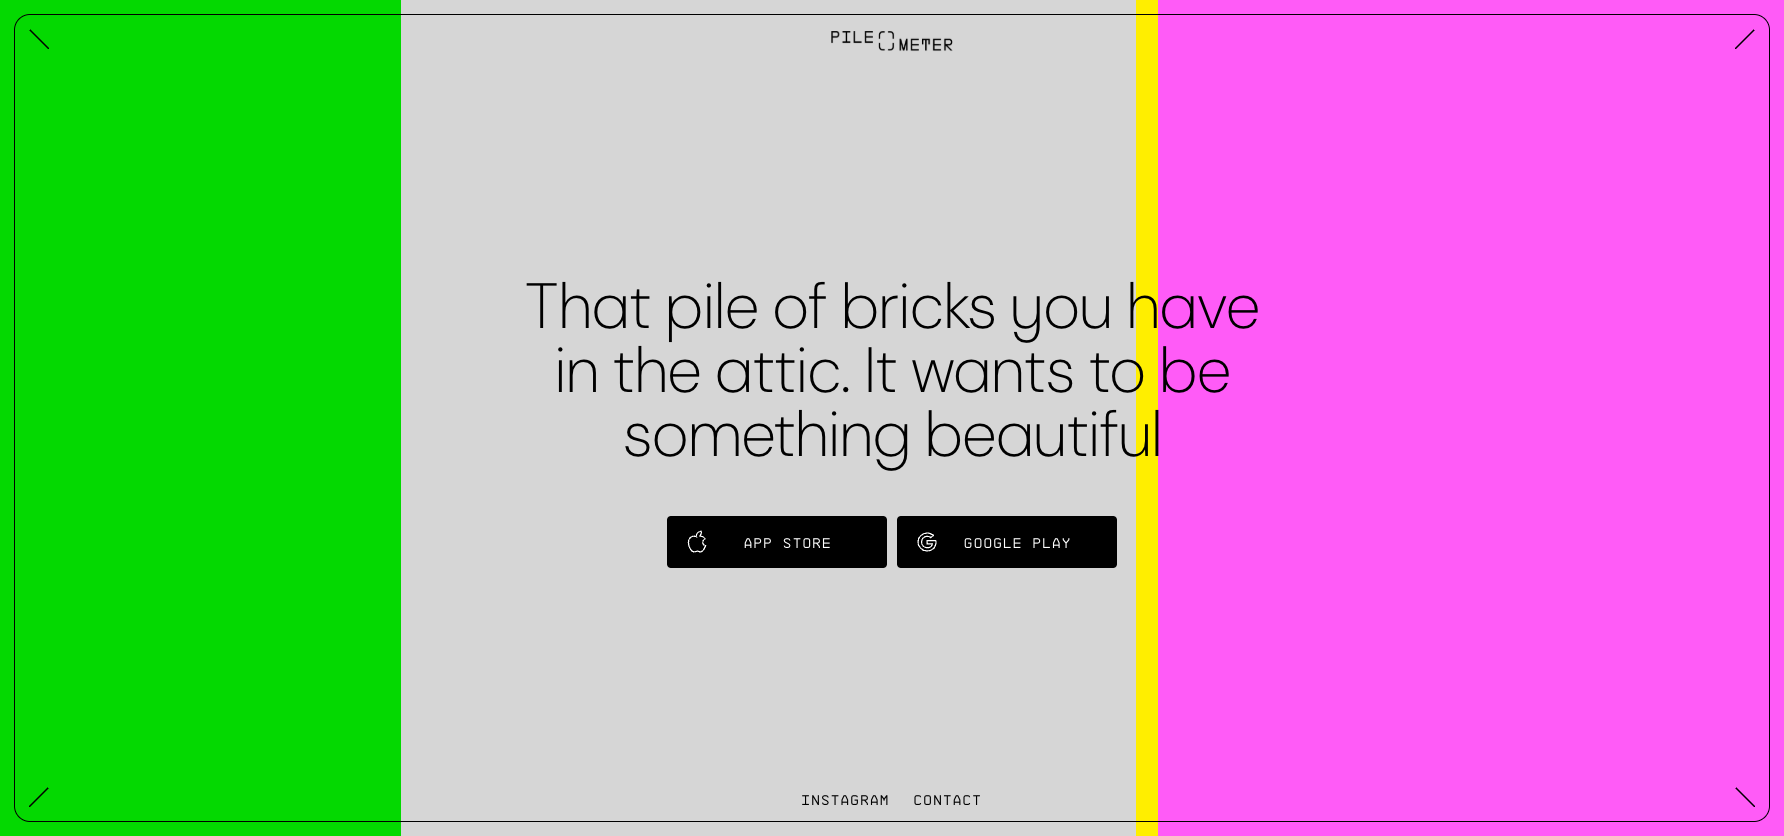 PILE METER
That pile of bricks you have
in the attic. It wants to be
something beautiful
APP STORE
GOOGLE PLAY
INSTAGRAM CONTACT